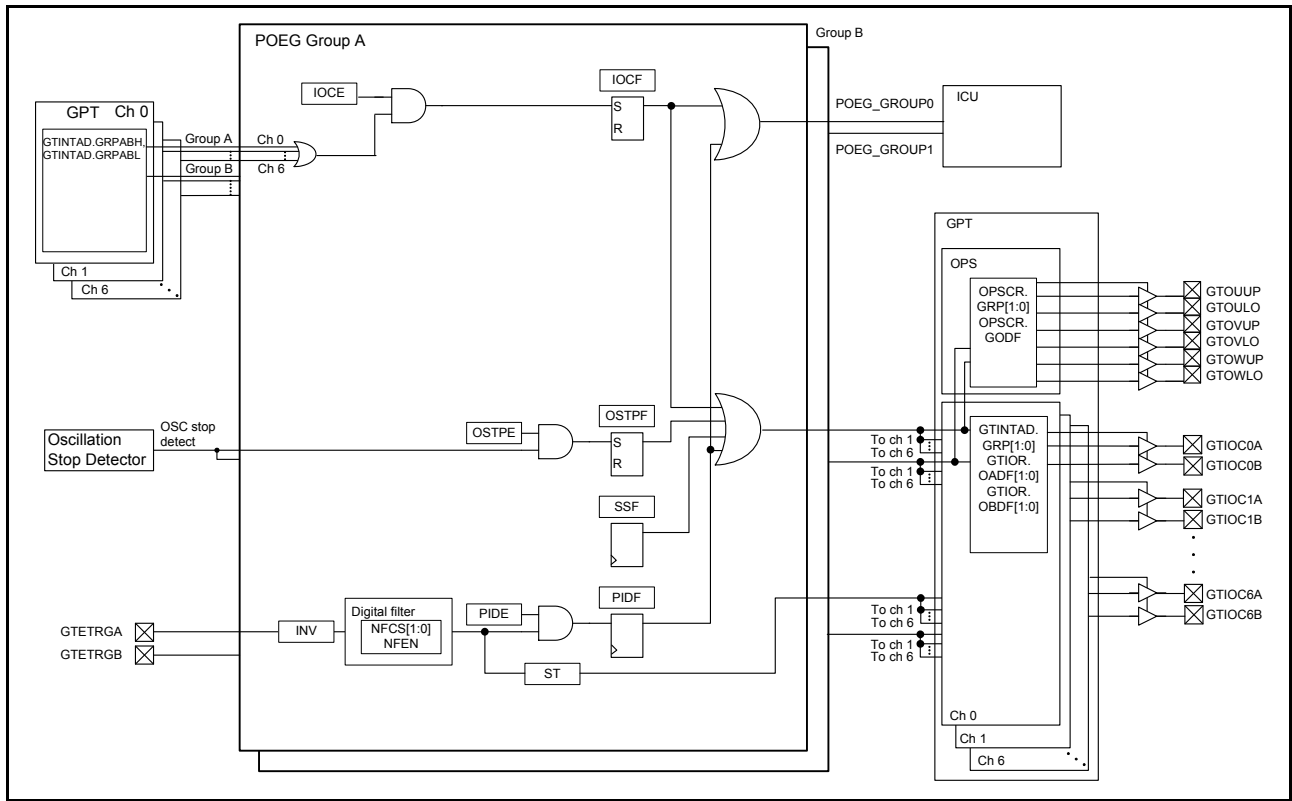 POEG Group A
Group B
GPT Ch 0
GTINTAD.GRPABH,
GTINTAD.GRPABL
Ch 1
Ch 6
Group A
Group B
Ch 0
Ch 6
IOCE
IOCF
S
R
POEG_GROUP0
POEG_GROUP1
ICU
Oscillation
Stop Detector
OSC stop
detect
OSTPE
OSTPF
S
R
SSF
GTETRGA
GTETRGB
INV
Digital filter
NFCS[1:0]
NFEN
PIDE
PIDF
ST
To ch 1
To ch 6
To ch 1
To ch 6
To ch 1
To ch 6
To ch 1
To ch 6
GPT
OPS
OPSCR.
GRP[1:0]
OPSCR.
GODF
GTINTAD.
GRP[1:0]
GTIOR.
OADF[1:0]
GTIOR.
OBDF[1:0]
Ch 0
Ch 1
Ch 6
GTOUUP
GTOULO
GTOVUP
GTOVLO
GTOWUP
GTOWLO
GTIOC0A
GTIOC0B
GTIOC1A
GTIOC1B
GTIOC6A
GTIOC6B